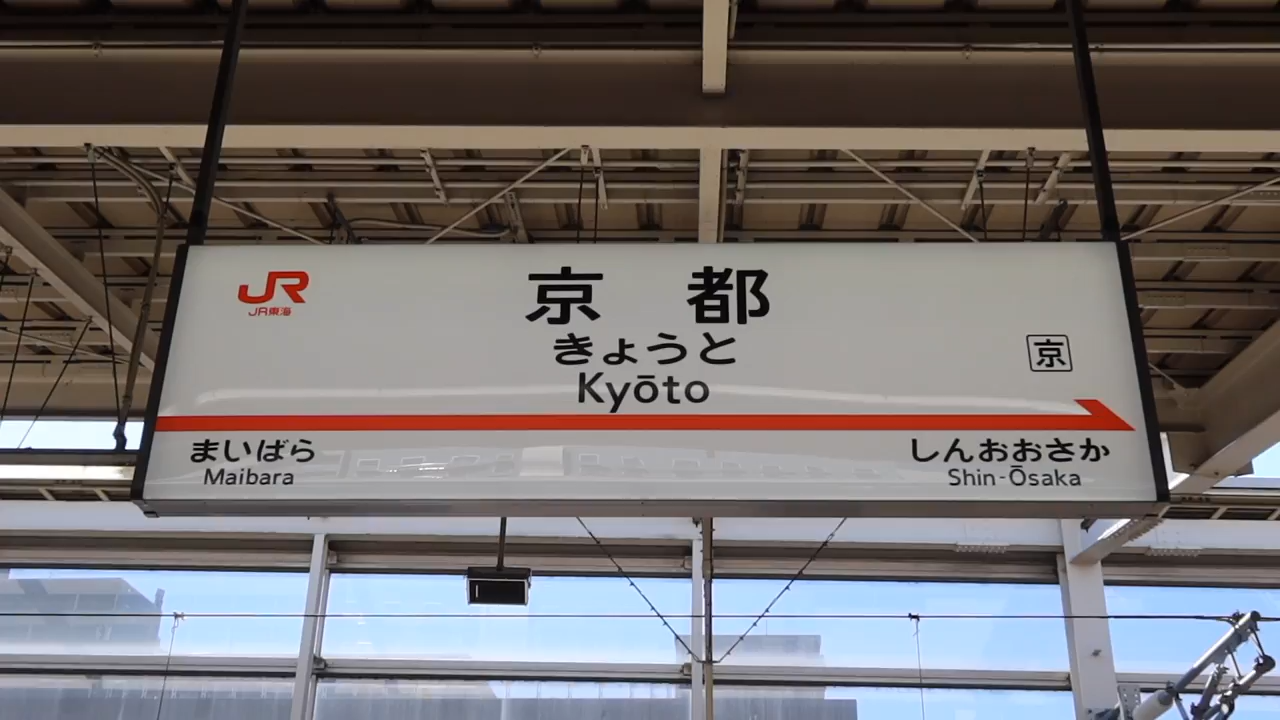 JR
JR東海
京都
きょうと
Kyōto
京
まいばら
Maibara
しんおおさか
Shin-Ōsaka